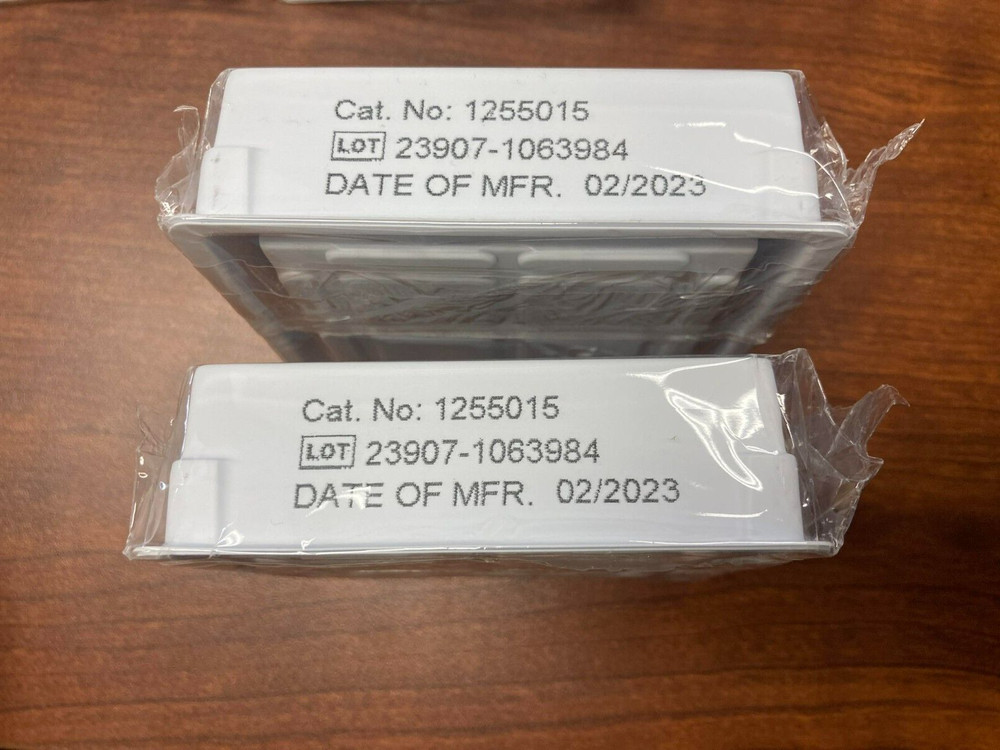 Cat. No: 1255015
LOT 23907-1063984
DATE OF MFR. 02/2023
Cat. No: 1255015
LOT 23907-1063984
DATE OF MFR. 02/2023